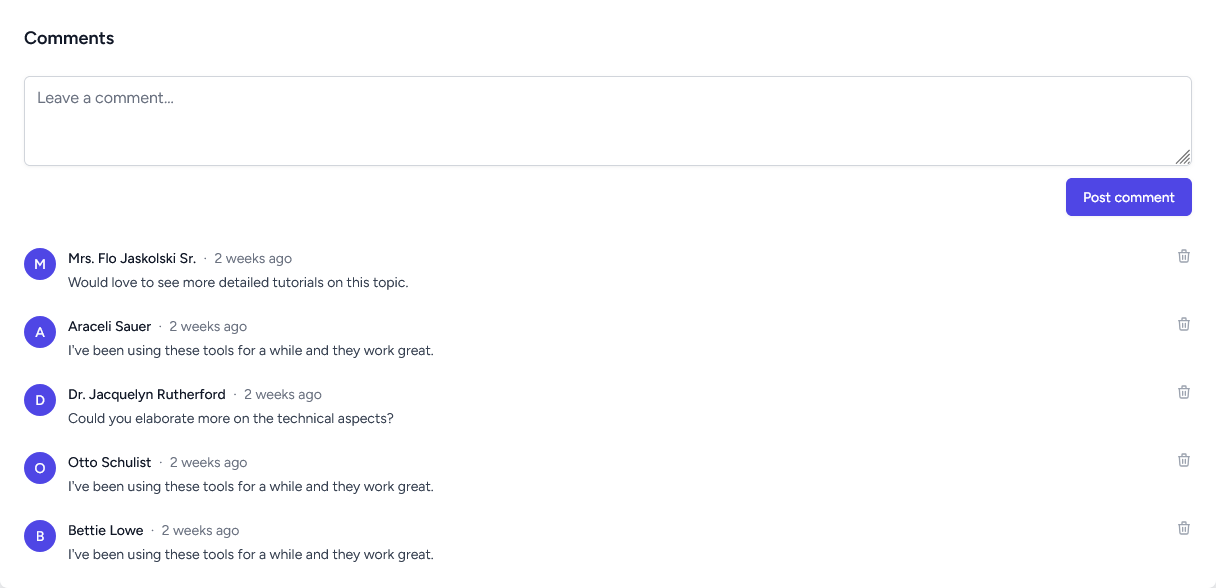 Comments
Leave a comment...
Post comment
M Mrs. Flo Jaskolski Sr. · 2 weeks ago
Would love to see more detailed tutorials on this topic.
A Araceli Sauer · 2 weeks ago
I've been using these tools for a while and they work great.
D Dr. Jacquelyn Rutherford · 2 weeks ago
Could you elaborate more on the technical aspects?
O Otto Schulist · 2 weeks ago
I've been using these tools for a while and they work great.
B Bettie Lowe · 2 weeks ago
I've been using these tools for a while and they work great.